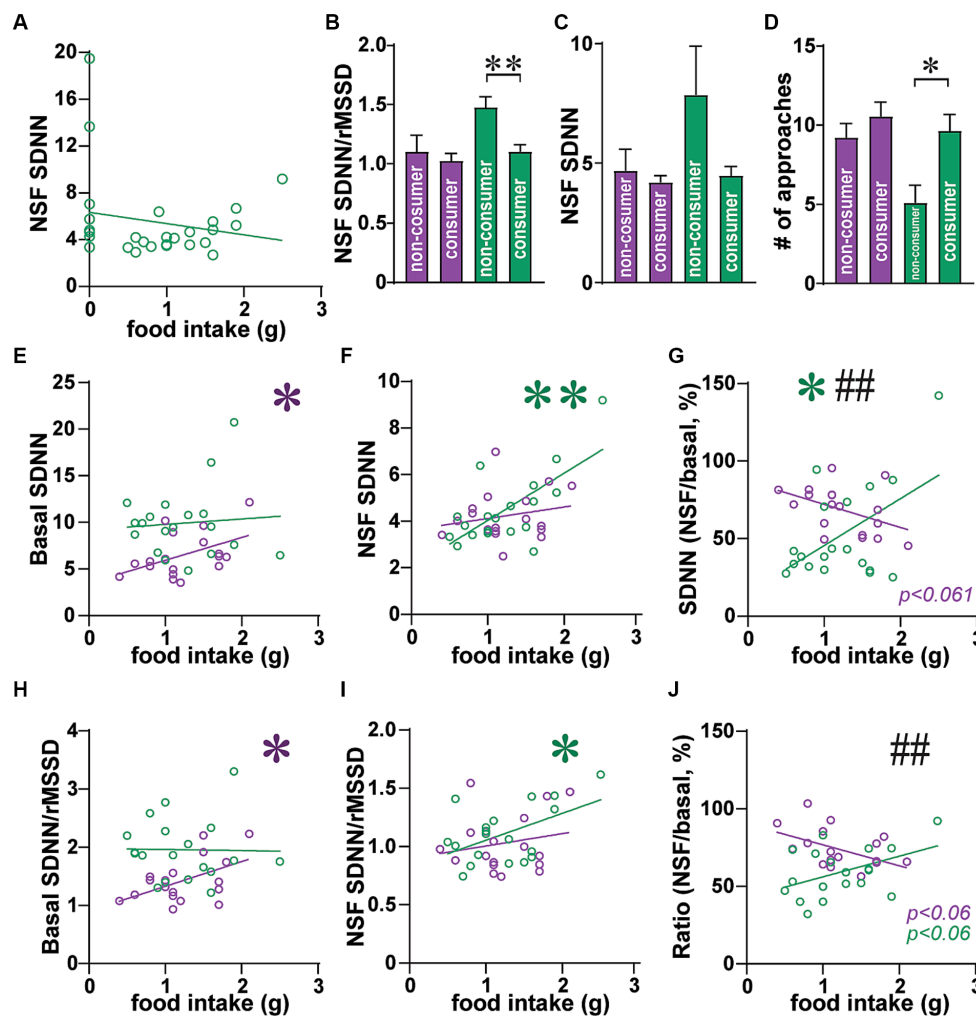 A
NSF SDNN
20
16
12
8
4
0
0 1 2 3
food intake (g)
B
NSF SDNN/rMSSD
2.0
1.5
1.0
0.5
0
**
non-cosumer
consumer
non-consumer
consumer
C
NSF SDNN
10
5
0
non-cosumer
consumer
non-consumer
consumer
D
# of approaches
15
10
5
0
*
non-cosumer
consumer
non-consumer
consumer
E
Basal SDNN
25
20
15
10
5
0
0 1 2 3
food intake (g)
*
F
NSF SDNN
10
8
6
4
2
0
0 1 2 3
food intake (g)
**
G
SDNN (NSF/basal, %)
150
100
50
0
0 1 2 3
food intake (g)
* ##
p<0.061
H
Basal SDNN/rMSSD
4
3
2
1
0
0 1 2 3
food intake (g)
*
I
NSF SDNN/rMSSD
2.0
1.5
1.0
0.5
0
0 1 2 3
food intake (g)
*
J
Ratio (NSF/basal, %)
150
100
50
0
0 1 2 3
food intake (g)
##
p<0.06
p<0.06